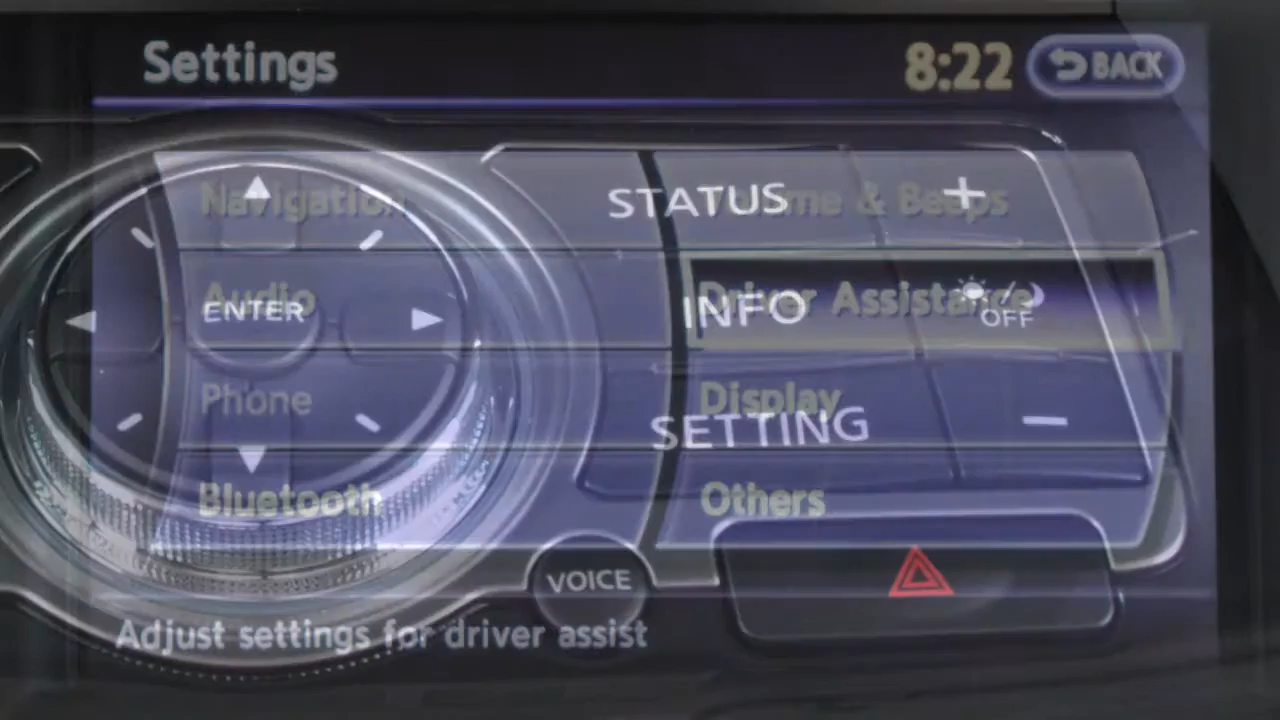 Settings
8:22
BACK
Navigation
Volume & Beeps
STATUS
+
Audio
Driver Assistance
ENTER
INFO
OFF
Phone
Display
SETTING
−
Bluetooth
Others
VOICE
Adjust settings for driver assist